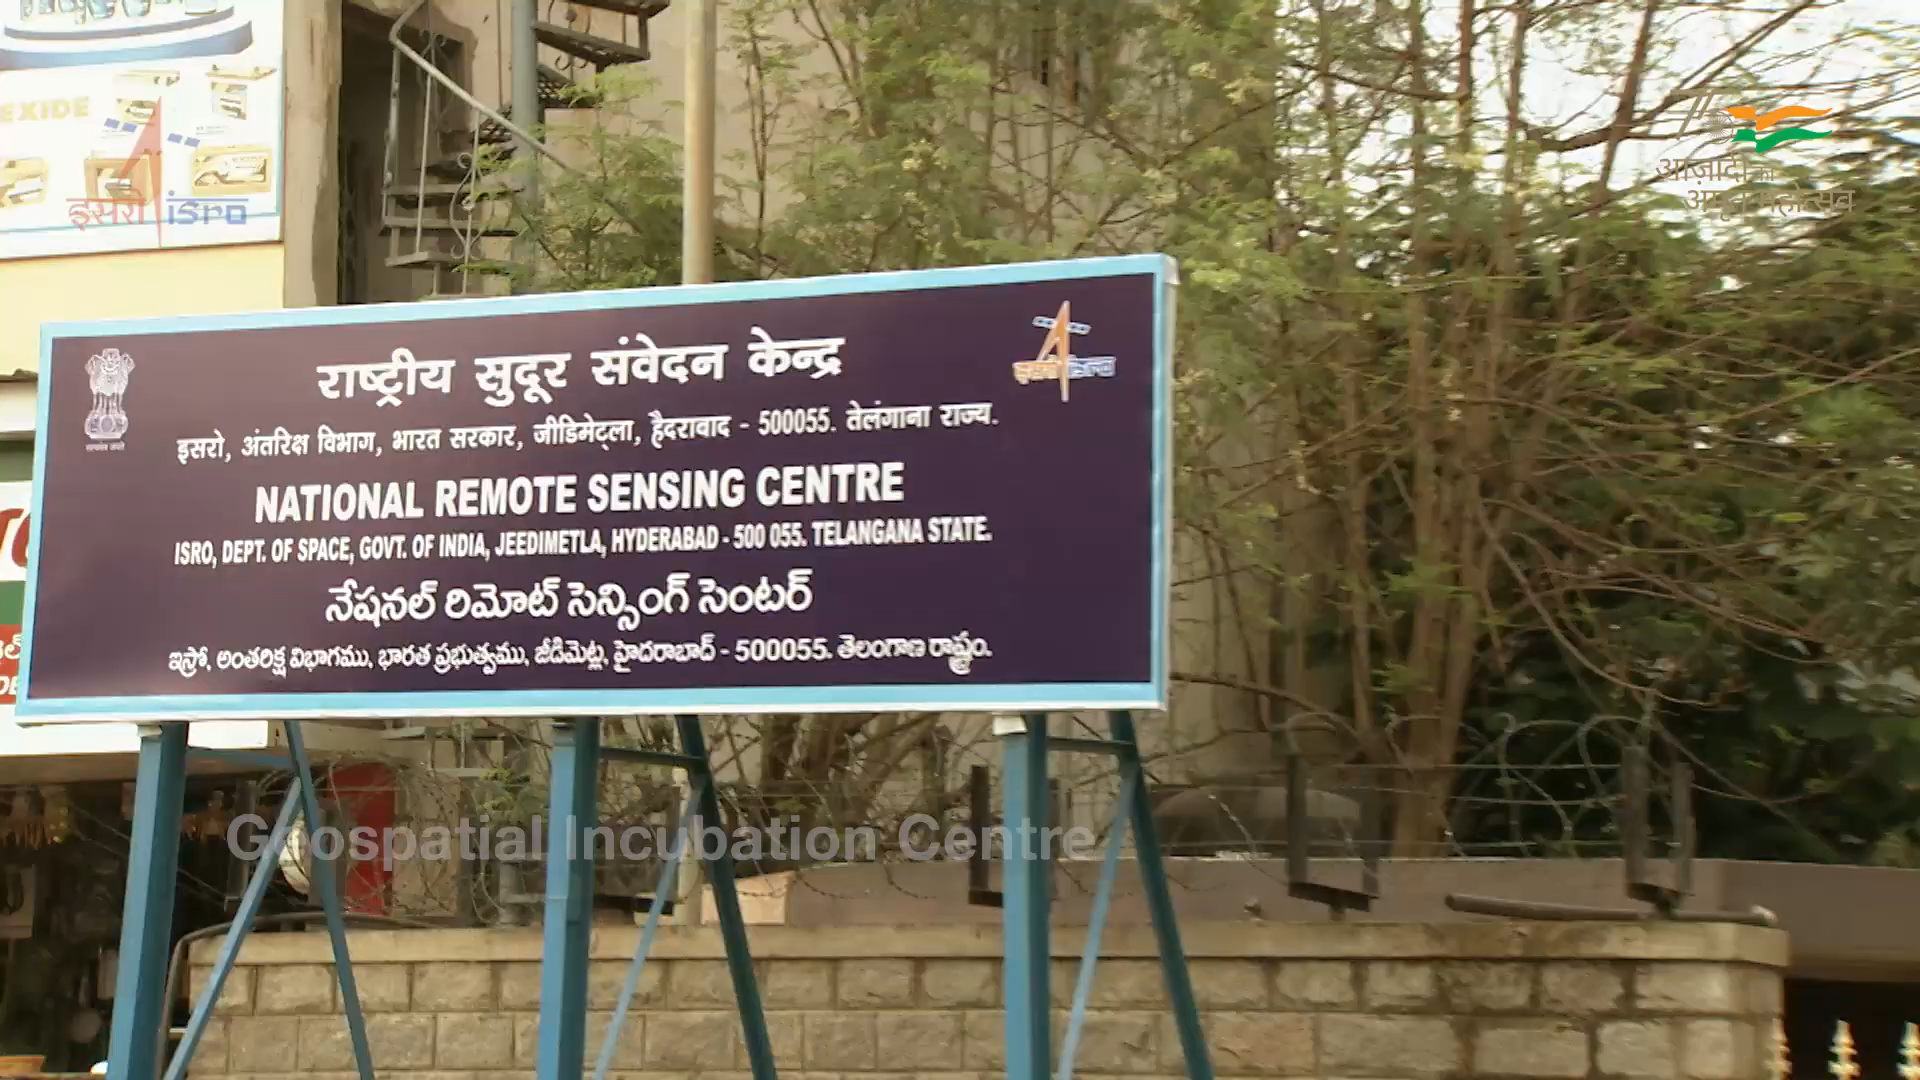 EXIDE
इसरो isro
आज़ादी का
अमृत महोत्सव
राष्ट्रीय सुदूर संवेदन केन्द्र
इसरो, अंतरिक्ष विभाग, भारत सरकार, जीडिमेट्ला, हैदरावाद - 500055. तेलंगाना राज्य.
NATIONAL REMOTE SENSING CENTRE
ISRO, DEPT. OF SPACE, GOVT. OF INDIA, JEEDIMETLA, HYDERABAD - 500 055. TELANGANA STATE.
నేషనల్ రిమోట్ సెన్సింగ్ సెంటర్
ఇస్రో, అంతరిక్ష విభాగము, భారత ప్రభుత్వము, జీడిమెట్ల, హైదరాబాద్ - 500055. తెలంగాణ రాష్ట్రం.
इसरो isro
Geospatial Incubation Centre